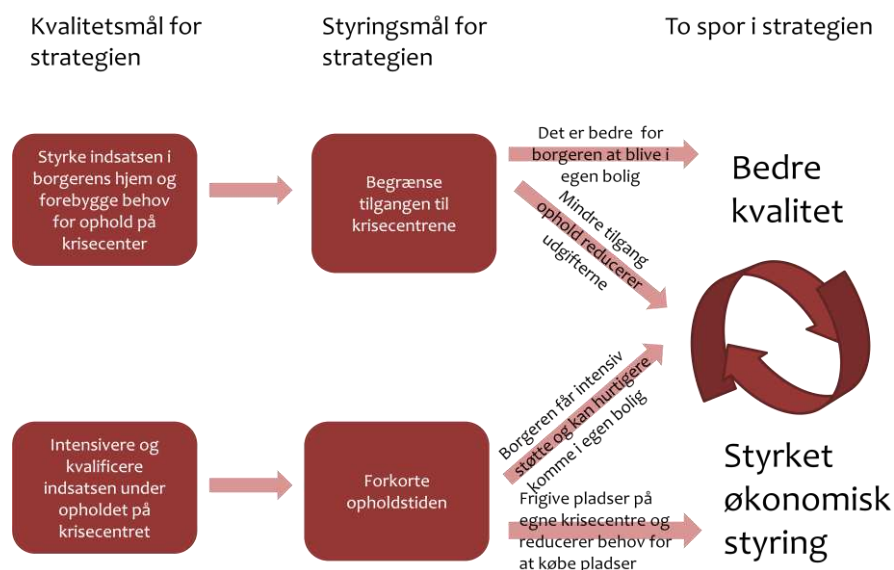 Kvalitetsmål for
strategien
Styringsmål for
strategien
To spor i strategien
Styrke indsatsen i
borgerens hjem og
forebygge behov
for ophold på
krisecenter
Begrænse
tilgangen til
krisecentrene
Det er bedre for
borgeren at blive i
egen bolig
Mindre tilgang
ophold reducerer
udgifterne
Bedre
kvalitet
Intensivere og
kvalificere
indsatsen under
opholdet på
krisecentret
Forkorte
opholdstiden
Borgeren får intensiv
støtte og kan hurtigere
komme i egen bolig
Frigive pladser på
egne krisecentre og
reducerer behov for
at købe pladser
Styrket
økonomisk
styring